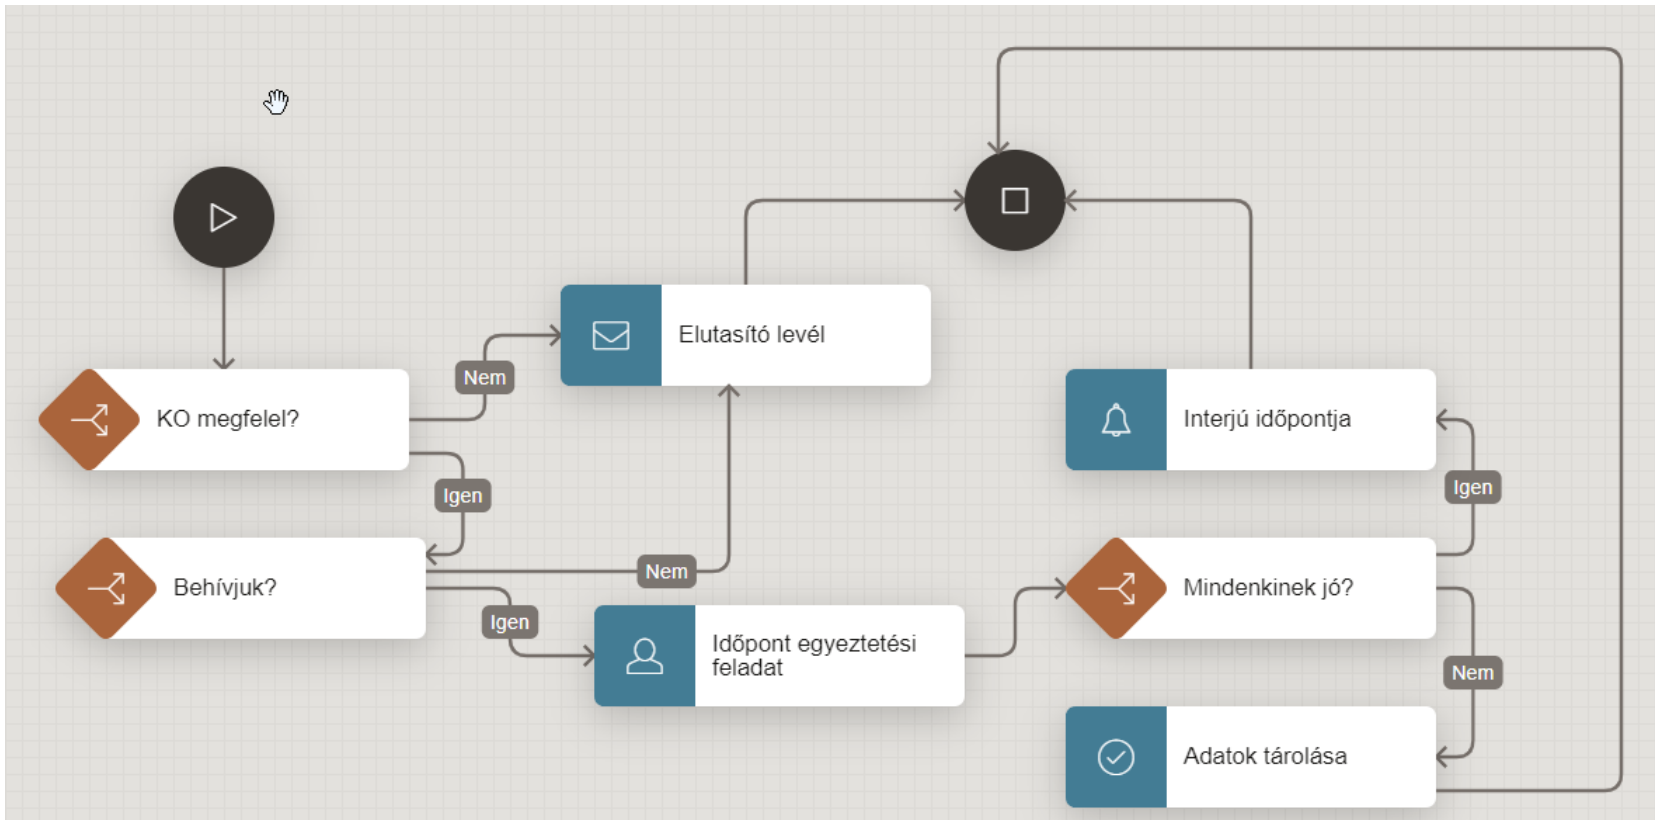 KO megfelel?
Nem
Elutasító levél
Igen
Behívjuk?
Nem
Igen
Időpont egyeztetési
feladat
Mindenkinek jó?
Igen
Interjú időpontja
Nem
Adatok tárolása